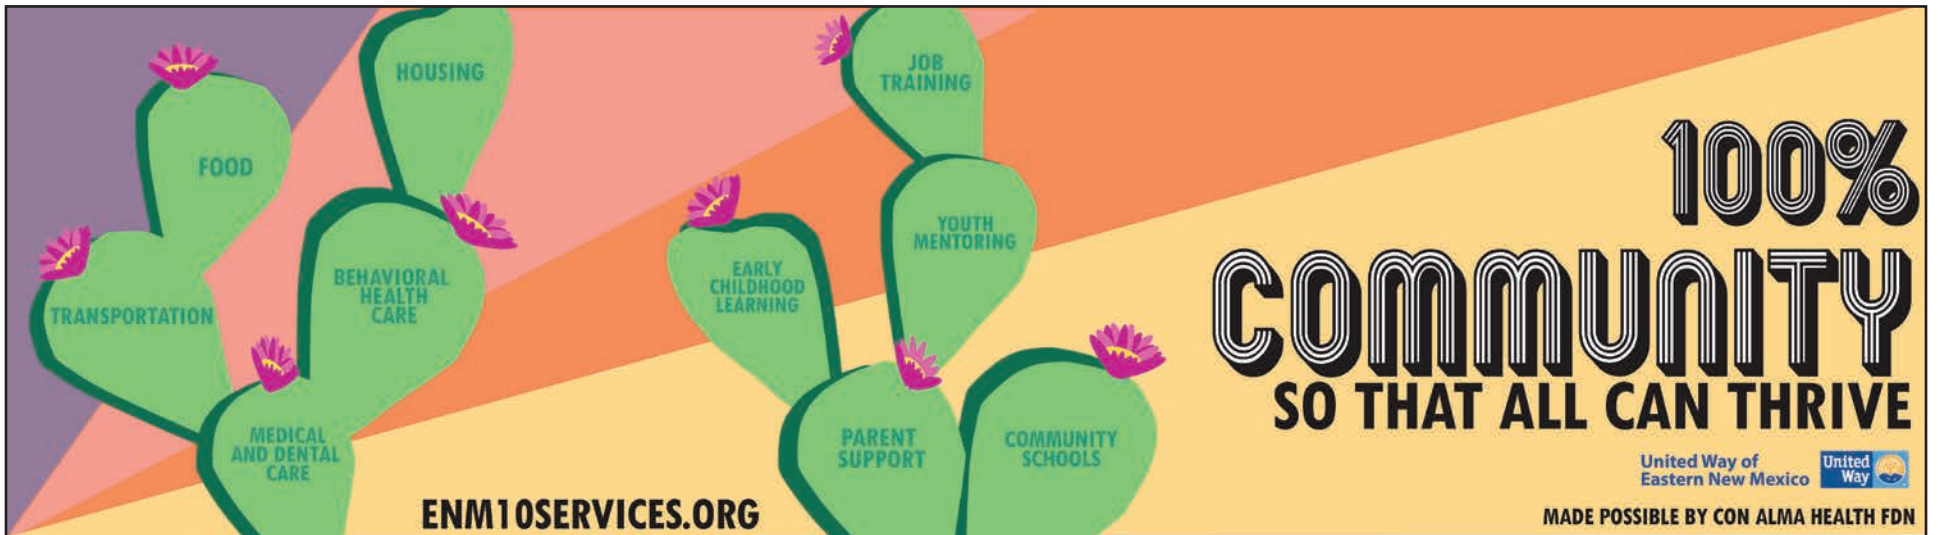 FOOD
HOUSING
TRANSPORTATION
BEHAVIORAL
HEALTH
CARE
MEDICAL
AND DENTAL
CARE
JOB
TRAINING
YOUTH
MENTORING
EARLY
CHILDHOOD
LEARNING
PARENT
SUPPORT
COMMUNITY
SCHOOLS
ENM10SERVICES.ORG
100%
COMMUNITY
SO THAT ALL CAN THRIVE
United Way of
Eastern New Mexico
United
Way
MADE POSSIBLE BY CON ALMA HEALTH FDN